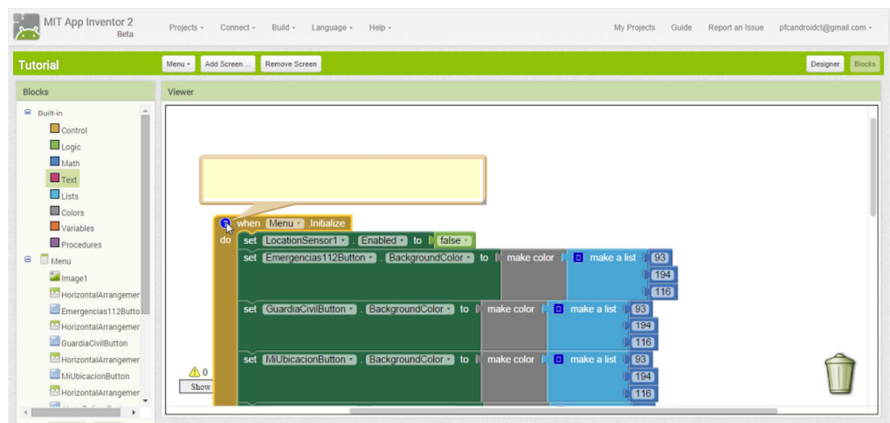 MIT App Inventor 2
Beta
Projects Connect Build Language Help My Projects Guide Report an Issue pfcandroidct@gmail.com
Tutorial Menu Add Screen ... Remove Screen Designer Blocks
Blocks Viewer
Built-in
Control
Logic
Math
Text
Lists
Colors
Variables
Procedures
Menu
Image1
HorizontalArrangemer
Emergencias112Butto
HorizontalArrangemer
GuardiaCivilButton
HorizontalArrangemer
MiUbicacionButton
HorizontalArrangemer
when Menu .Initialize
do set LocationSensor1 . Enabled to false
set Emergencias112Button . BackgroundColor to make color make a list 93
194
116
set GuardiaCivilButton . BackgroundColor to make color make a list 93
194
116
set MiUbicacionButton . BackgroundColor to make color make a list 93
194
116
0
Show